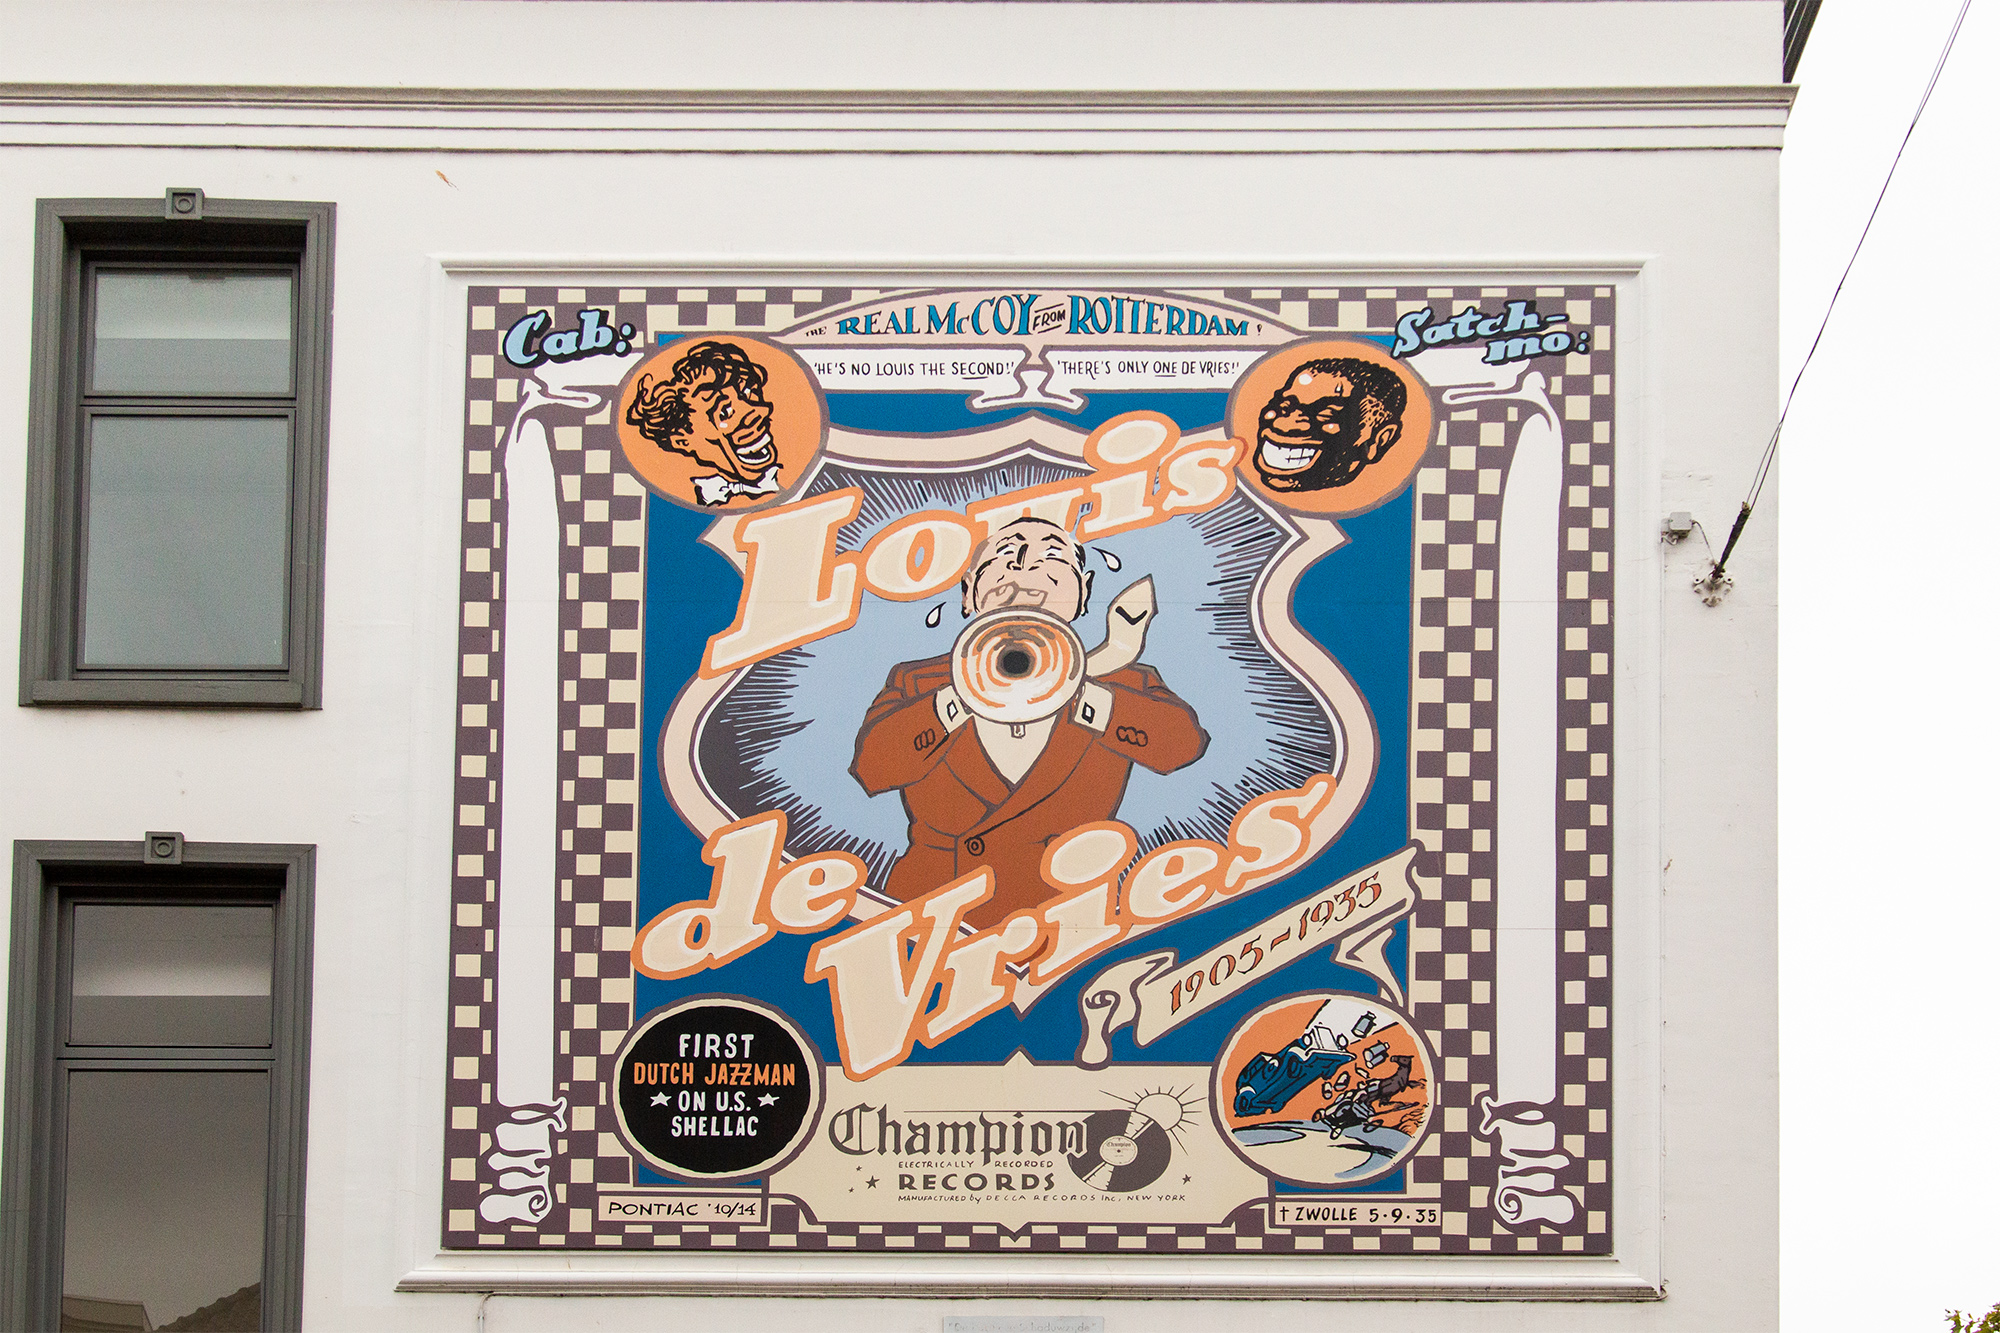 THE REAL McCOY FROM ROTTERDAM!
Cab:
Satch-
mo:
'HE'S NO LOUIS THE SECOND!'
'THERE'S ONLY ONE DE VRIES!'
Louis
de Vries
1905-1935
FIRST
DUTCH JAZZMAN
ON U.S.
SHELLAC
Champion
ELECTRICALLY RECORDED
RECORDS
MANUFACTURED by DECCA RECORDS Inc, NEW YORK
Champion
PONTIAC '10/14
† ZWOLLE 5·9·35